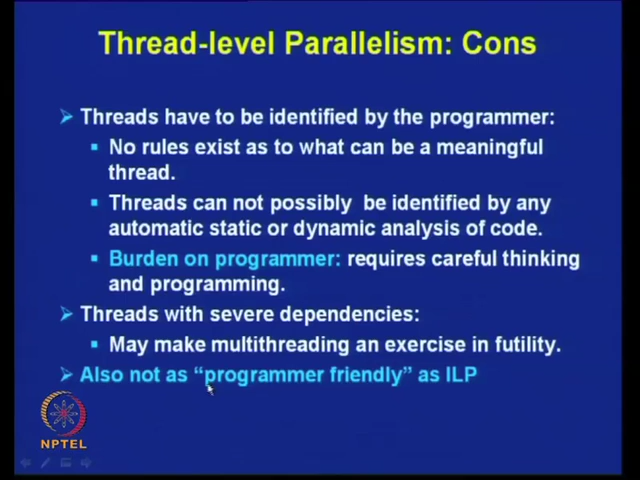 Thread-level Parallelism: Cons
Threads have to be identified by the programmer:
No rules exist as to what can be a meaningful
thread.
Threads can not possibly be identified by any
automatic static or dynamic analysis of code.
Burden on programmer: requires careful thinking
and programming.
Threads with severe dependencies:
May make multithreading an exercise in futility.
Also not as “programmer friendly” as ILP
NPTEL